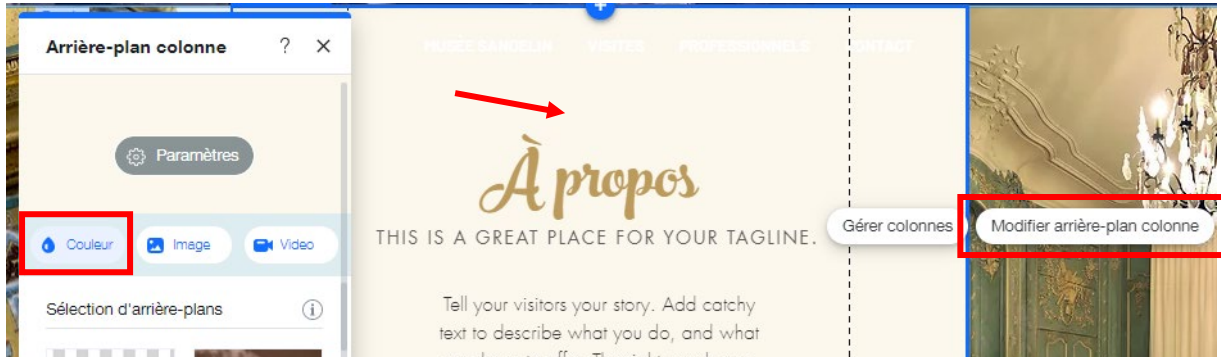 Arrière-plan colonne ?
MUSÉE SANDELIN VISITES PROFESSIONNELS CONTACT
Paramètres
Couleur Image Video
Sélection d'arrière-plans
À propos
THIS IS A GREAT PLACE FOR YOUR TAGLINE.
Tell your visitors your story. Add catchy
text to describe what you do, and what
Gérer colonnes
Modifier arrière-plan colonne